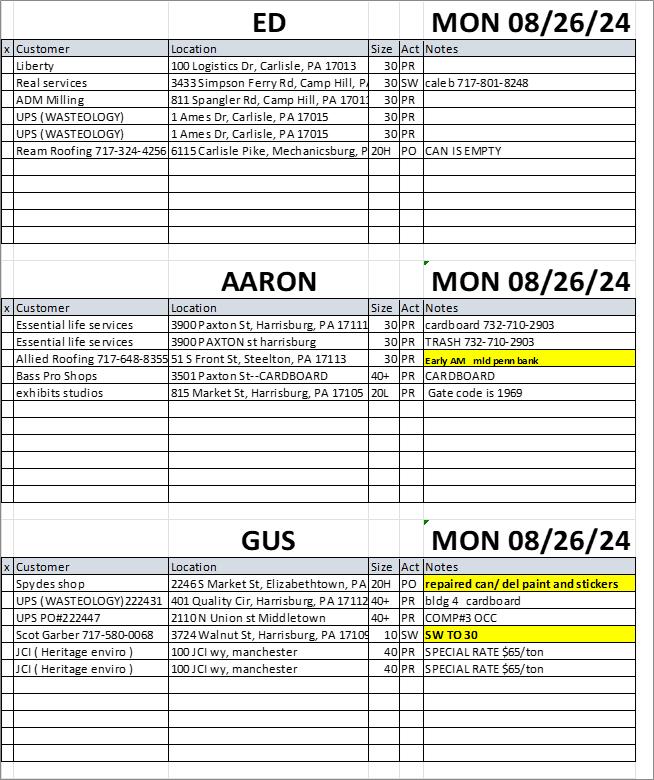 ED MON 08/26/24
x Customer Location Size Act Notes
Liberty 100 Logistics Dr, Carlisle, PA 17013 30 PR
Real services 3433 Simpson Ferry Rd, Camp Hill, PA 30 SW caleb 717-801-8248
ADM Milling 811 Spangler Rd, Camp Hill, PA 17011 30 PR
UPS (WASTEOLOGY) 1 Ames Dr, Carlisle, PA 17015 30 PR
UPS (WASTEOLOGY) 1 Ames Dr, Carlisle, PA 17015 30 PR
Ream Roofing 717-324-4256 6115 Carlisle Pike, Mechanicsburg, P 20H PO CAN IS EMPTY
AARON MON 08/26/24
x Customer Location Size Act Notes
Essential life services 3900 Paxton St, Harrisburg, PA 17111 30 PR cardboard 732-710-2903
Essential life services 3900 PAXTON st harrisburg 30 PR TRASH 732-710-2903
Allied Roofing 717-648-8355 51 S Front St, Steelton, PA 17113 30 PR Early AM mld penn bank
Bass Pro Shops 3501 Paxton St--CARDBOARD 40+ PR CARDBOARD
exhibits studios 815 Market St, Harrisburg, PA 17105 20L PR Gate code is 1969
GUS MON 08/26/24
x Customer Location Size Act Notes
Spydes shop 2246 S Market St, Elizabethtown, PA 20H PO repaired can/ del paint and stickers
UPS (WASTEOLOGY)222431 401 Quality Cir, Harrisburg, PA 17112 40+ PR bldg 4 cardboard
UPS PO#222447 2110 N Union st Middletown 40+ PR COMP#3 OCC
Scot Garber 717-580-0068 3724 Walnut St, Harrisburg, PA 17109 10 SW SW TO 30
JCI ( Heritage enviro ) 100 JCI wy, manchester 40 PR SPECIAL RATE $65/ton
JCI ( Heritage enviro ) 100 JCI wy, manchester 40 PR SPECIAL RATE $65/ton